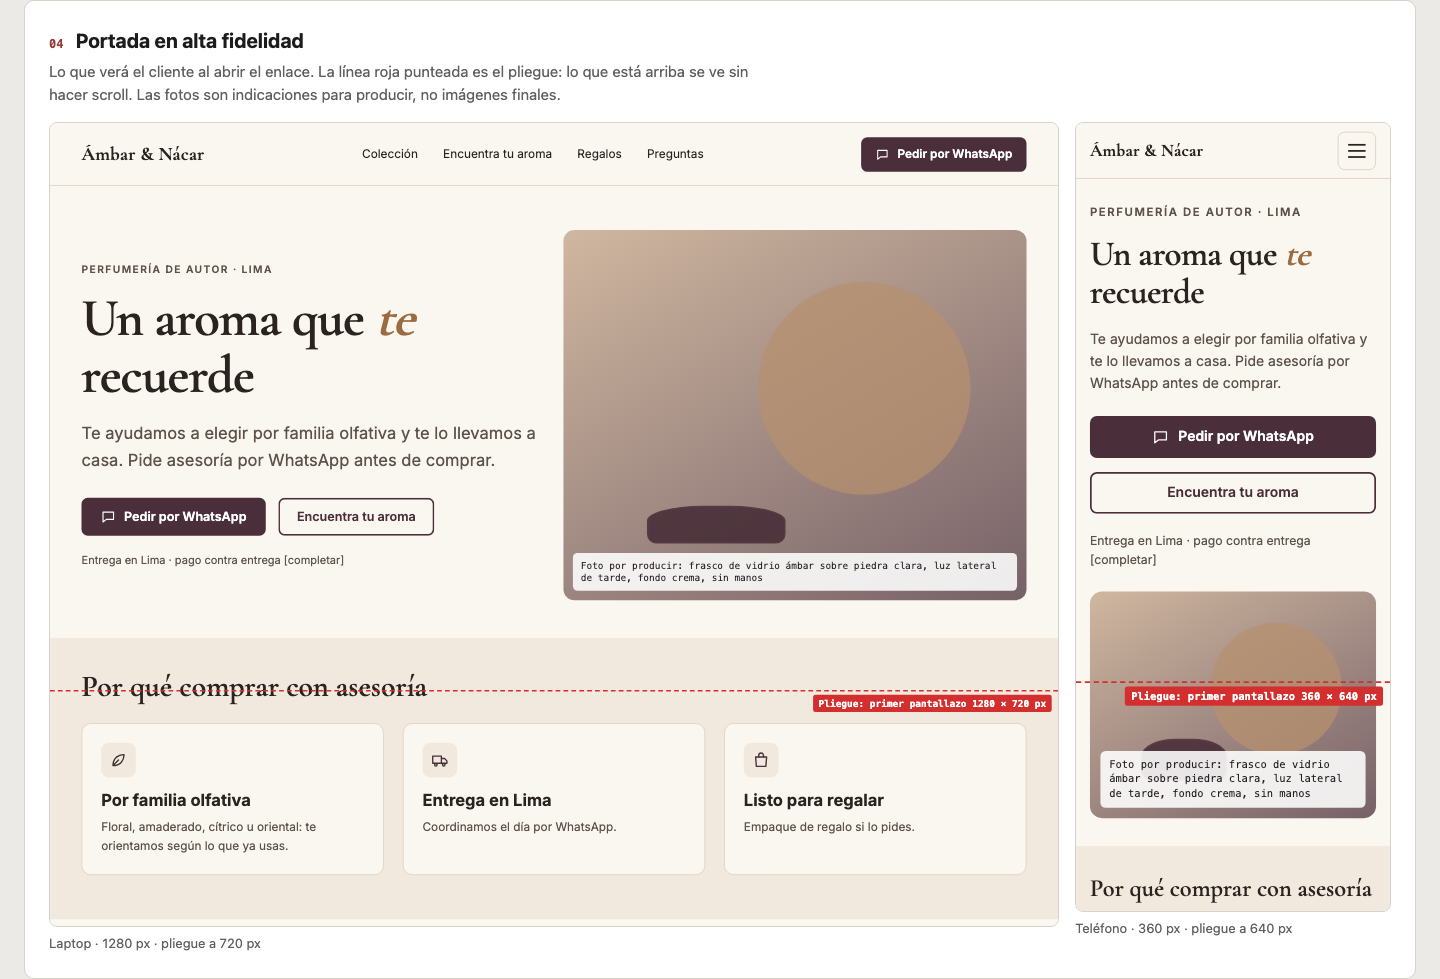 04 Portada en alta fidelidad
Lo que verá el cliente al abrir el enlace. La línea roja punteada es el pliegue: lo que está arriba se ve sin
hacer scroll. Las fotos son indicaciones para producir, no imágenes finales.
Ámbar & Nácar
Colección
Encuentra tu aroma
Regalos
Preguntas
Pedir por WhatsApp
PERFUMERÍA DE AUTOR · LIMA
Un aroma que te
recuerde
Te ayudamos a elegir por familia olfativa y te lo llevamos a
casa. Pide asesoría por WhatsApp antes de comprar.
Pedir por WhatsApp
Encuentra tu aroma
Entrega en Lima · pago contra entrega [completar]
Foto por producir: frasco de vidrio ámbar sobre piedra clara, luz lateral
de tarde, fondo crema, sin manos
Por qué comprar con asesoría
Pliegue: primer pantallazo 1280 × 720 px
Por familia olfativa
Floral, amaderado, cítrico u oriental: te
orientamos según lo que ya usas.
Entrega en Lima
Coordinamos el día por WhatsApp.
Listo para regalar
Empaque de regalo si lo pides.
Laptop · 1280 px · pliegue a 720 px
Ámbar & Nácar
PERFUMERÍA DE AUTOR · LIMA
Un aroma que te
recuerde
Te ayudamos a elegir por familia olfativa y
te lo llevamos a casa. Pide asesoría por
WhatsApp antes de comprar.
Pedir por WhatsApp
Encuentra tu aroma
Entrega en Lima · pago contra entrega
[completar]
Pliegue: primer pantallazo 360 × 640 px
Foto por producir: frasco de vidrio
ámbar sobre piedra clara, luz lateral
de tarde, fondo crema, sin manos
Por qué comprar con asesoría
Teléfono · 360 px · pliegue a 640 px